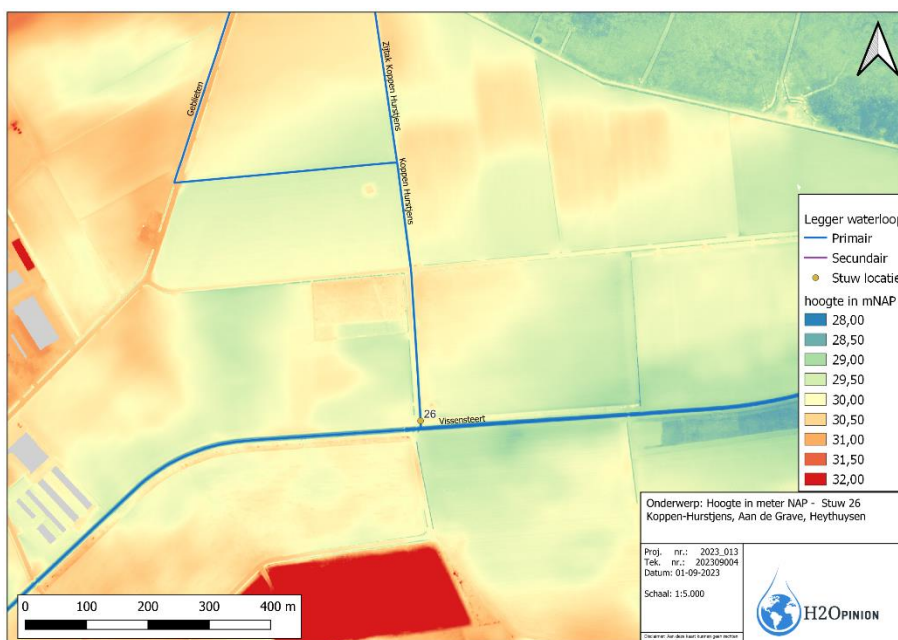 Geblieten
Zijtak Koppen Hurstjens
Koppen Hurstjens
26
Vissensteert
Legger waterloop
Primair
Secundair
Stuw locatie
hoogte in mNAP
28,00
28,50
29,00
29,50
30,00
30,50
31,00
31,50
32,00
Onderwerp: Hoogte in meter NAP - Stuw 26
Koppen-Hurstjens, Aan de Grave, Heythuysen
Proj. nr.: 2023_013
Tek. nr.: 202309004
Datum: 01-09-2023
Schaal: 1:5.000
H2OPINION
0 100 200 300 400 m